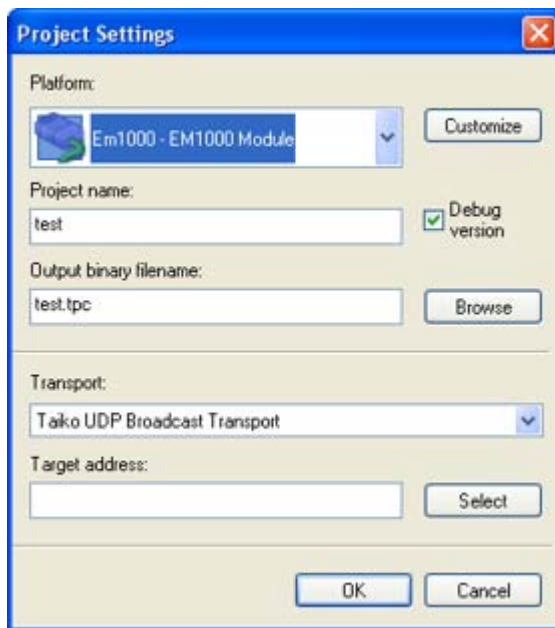 Project Settings
Platform:
Em1000 - EM1000 Module
Customize
Project name:
test
Debug
version
Output binary filename:
test.tpc
Browse
Transport:
Taiko UDP Broadcast Transport
Target address:
Select
OK
Cancel